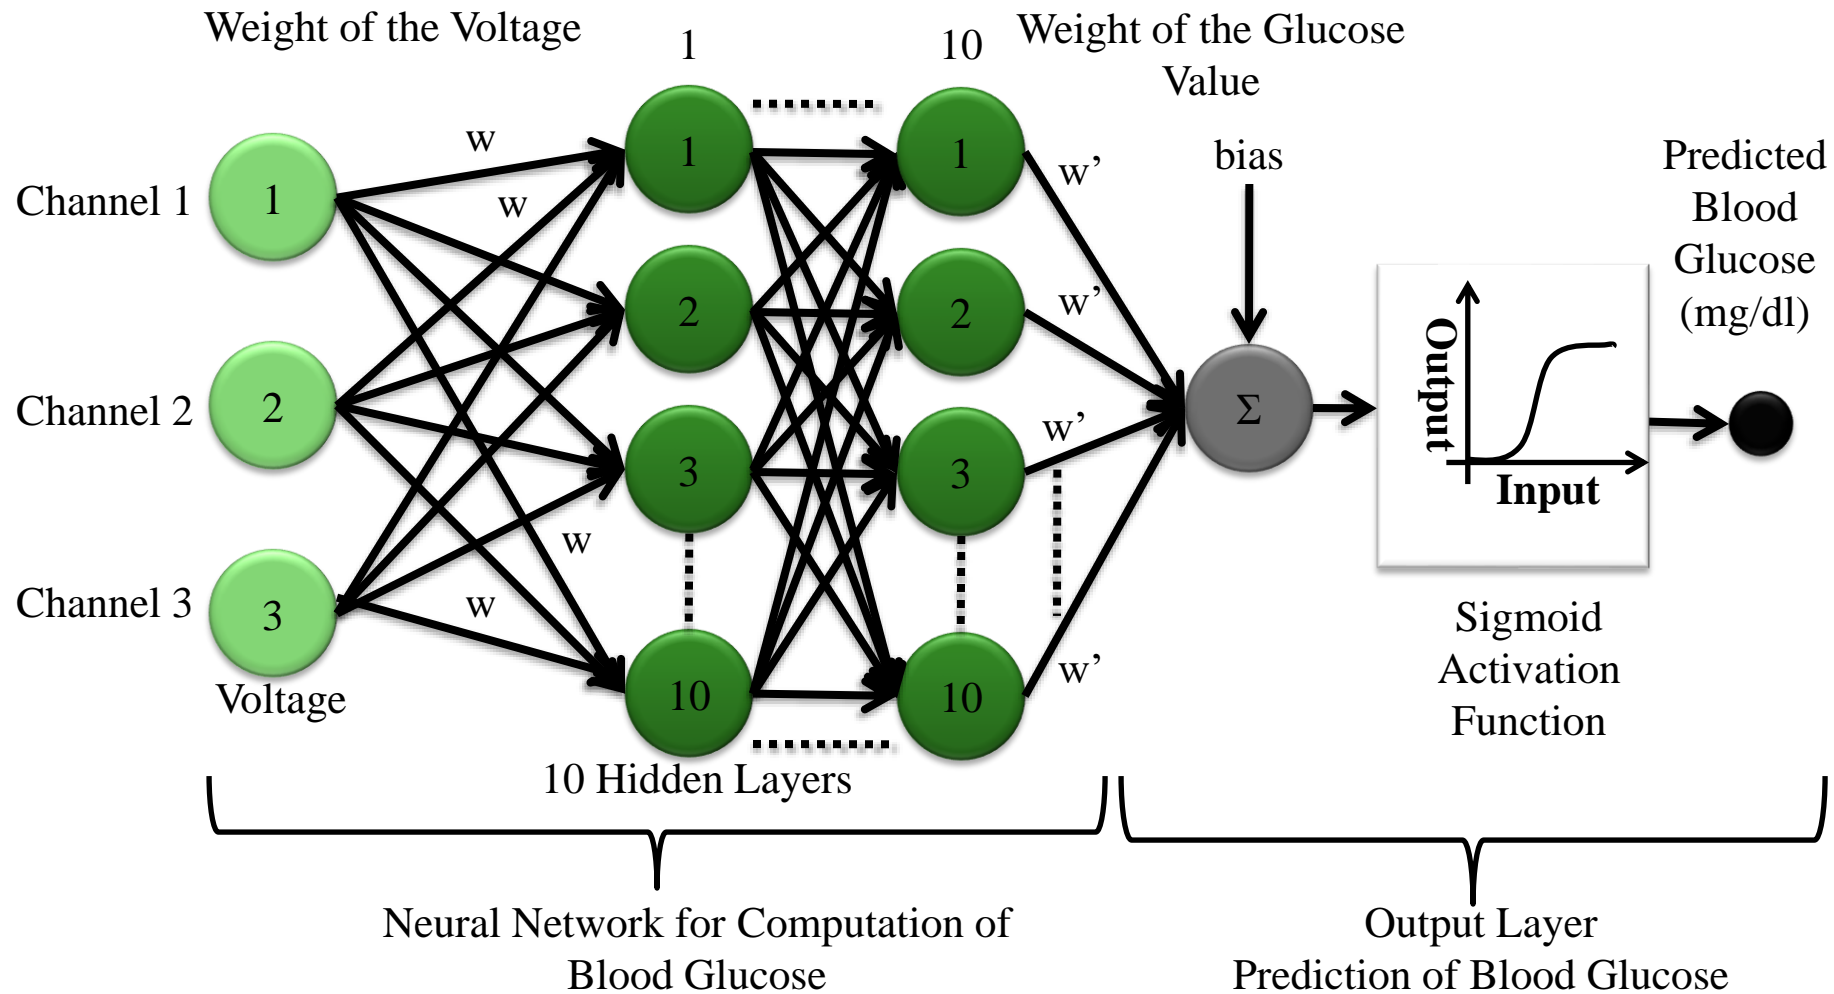 Weight of the Voltage
1
10
Weight of the Glucose
Value
bias
Predicted
Blood
Glucose
(mg/dl)
Channel 1
Channel 2
Channel 3
1
2
3
Voltage
w
w
w
w
1
2
3
10
1
2
3
10
10 Hidden Layers
w’
w’
w’
w’
Σ
Output
Input
Sigmoid
Activation
Function
Neural Network for Computation of
Blood Glucose
Output Layer
Prediction of Blood Glucose